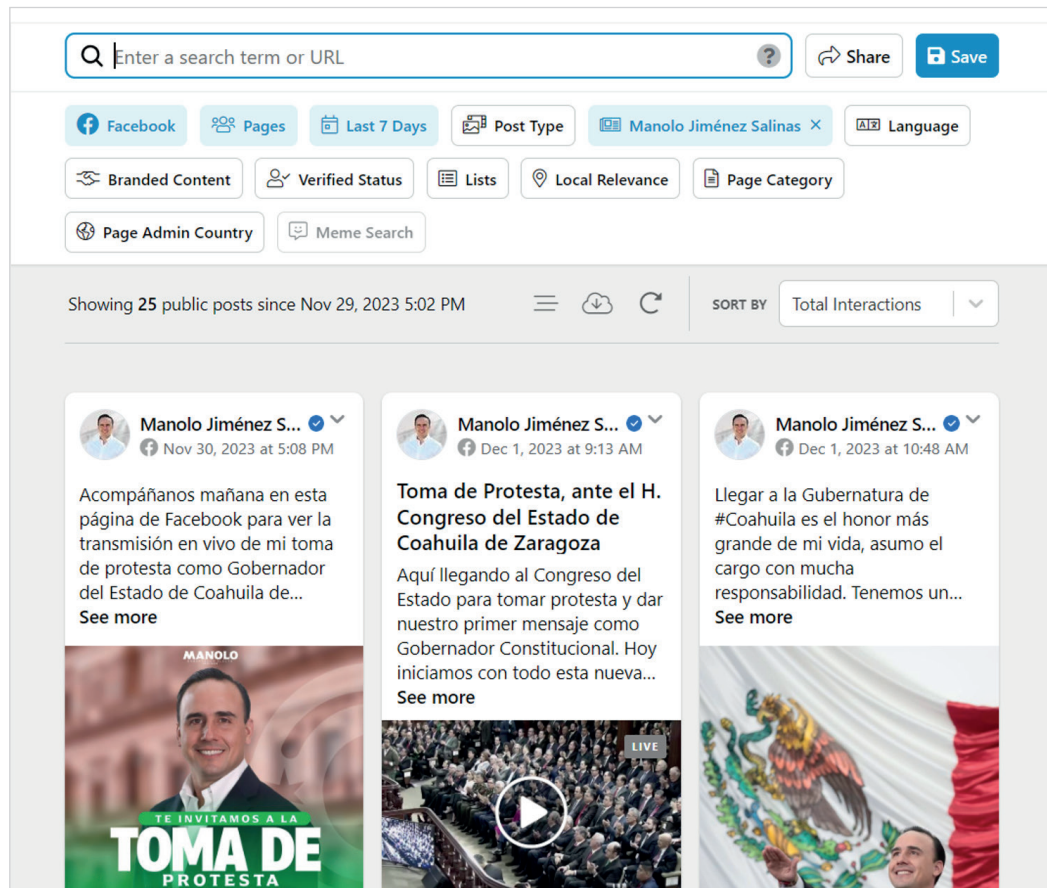 Enter a search term or URL
?
Share
Save
Facebook
Pages
Last 7 Days
Post Type
Manolo Jiménez Salinas ×
Language
Branded Content
Verified Status
Lists
Local Relevance
Page Category
Page Admin Country
Meme Search
Showing 25 public posts since Nov 29, 2023 5:02 PM
SORT BY
Total Interactions
Manolo Jiménez S...
Nov 30, 2023 at 5:08 PM
Acompáñanos mañana en esta
página de Facebook para ver la
transmisión en vivo de mi toma
de protesta como Gobernador
del Estado de Coahuila de...
See more
MANOLO
TE INVITAMOS A LA
TOMA DE
PROTESTA
Manolo Jiménez S...
Dec 1, 2023 at 9:13 AM
Toma de Protesta, ante el H.
Congreso del Estado de
Coahuila de Zaragoza
Aquí llegando al Congreso del
Estado para tomar protesta y dar
nuestro primer mensaje como
Gobernador Constitucional. Hoy
iniciamos con todo esta nueva...
See more
LIVE
Manolo Jiménez S...
Dec 1, 2023 at 10:48 AM
Llegar a la Gubernatura de
#Coahuila es el honor más
grande de mi vida, asumo el
cargo con mucha
responsabilidad. Tenemos un...
See more